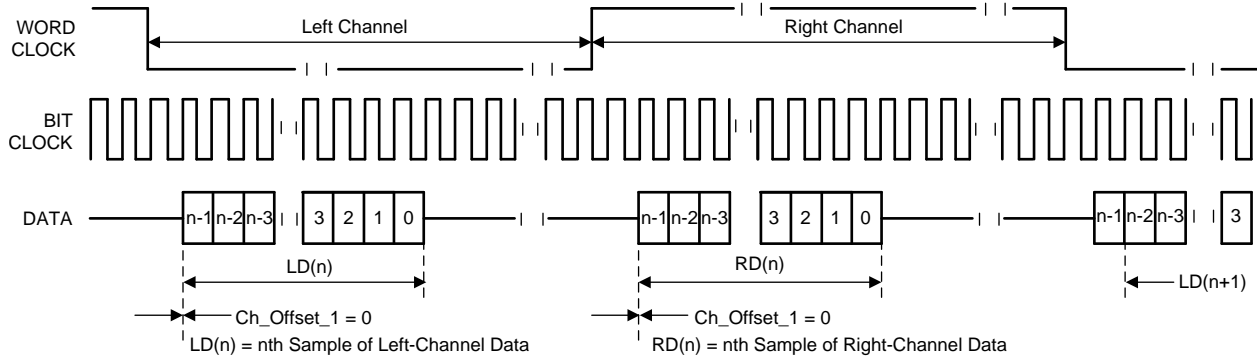 WORD
CLOCK
Left Channel
Right Channel
BIT
CLOCK
DATA
n-1 n-2 n-3 3 2 1 0 n-1 n-2 n-3 3 2 1 0 n-1 n-2 n-3 3
LD(n)
RD(n)
LD(n+1)
Ch_Offset_1 = 0
Ch_Offset_1 = 0
LD(n) = nth Sample of Left-Channel Data
RD(n) = nth Sample of Right-Channel Data